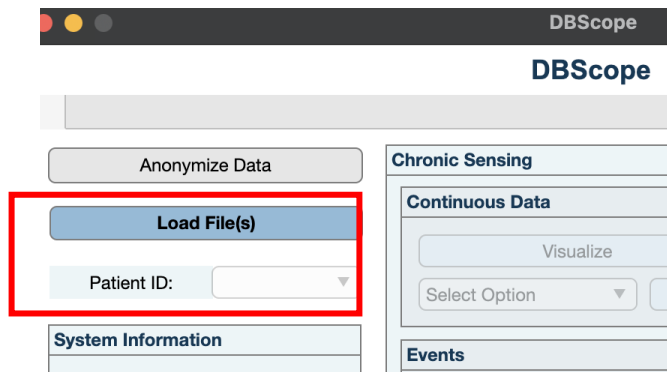 DBScope
DBScope
Anonymize Data
Load File(s)
Patient ID:
System Information
Chronic Sensing
Continuous Data
Visualize
Select Option
Events